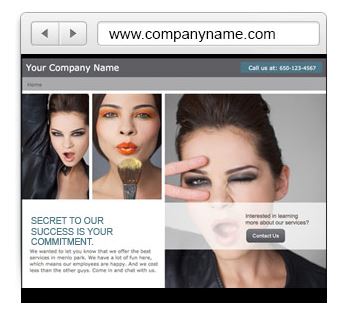 www.companyname.com
Your Company Name
Call us at: 650-123-4567
Home
SECRET TO OUR
SUCCESS IS YOUR
COMMITMENT.
We wanted to let you know that we offer the best
services in menlo park. We have a lot of fun here,
which means our employees are happy. And we cost
less than the other guys. Come in and chat with us.
Interested in learning
more about our services?
Contact Us